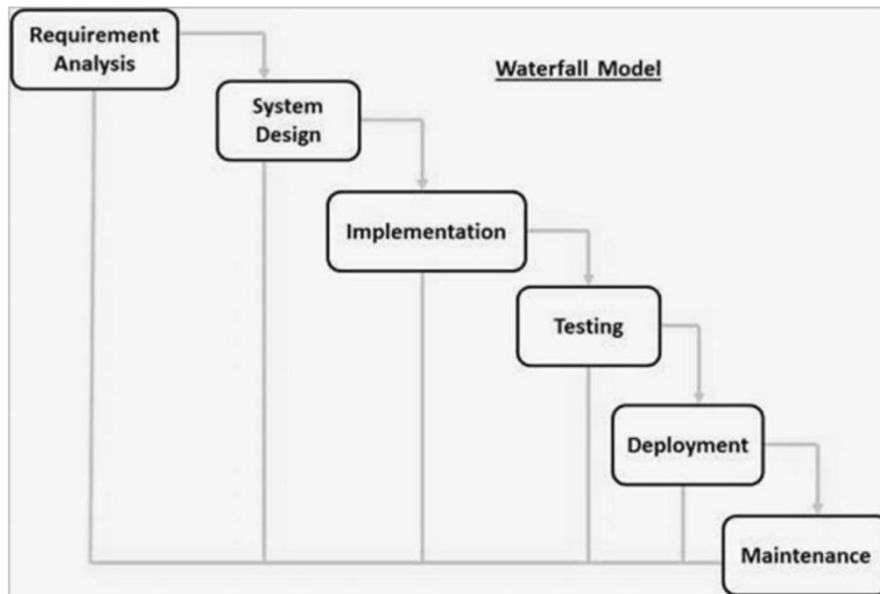 Requirement
Analysis
Waterfall Model
System
Design
Implementation
Testing
Deployment
Maintenance